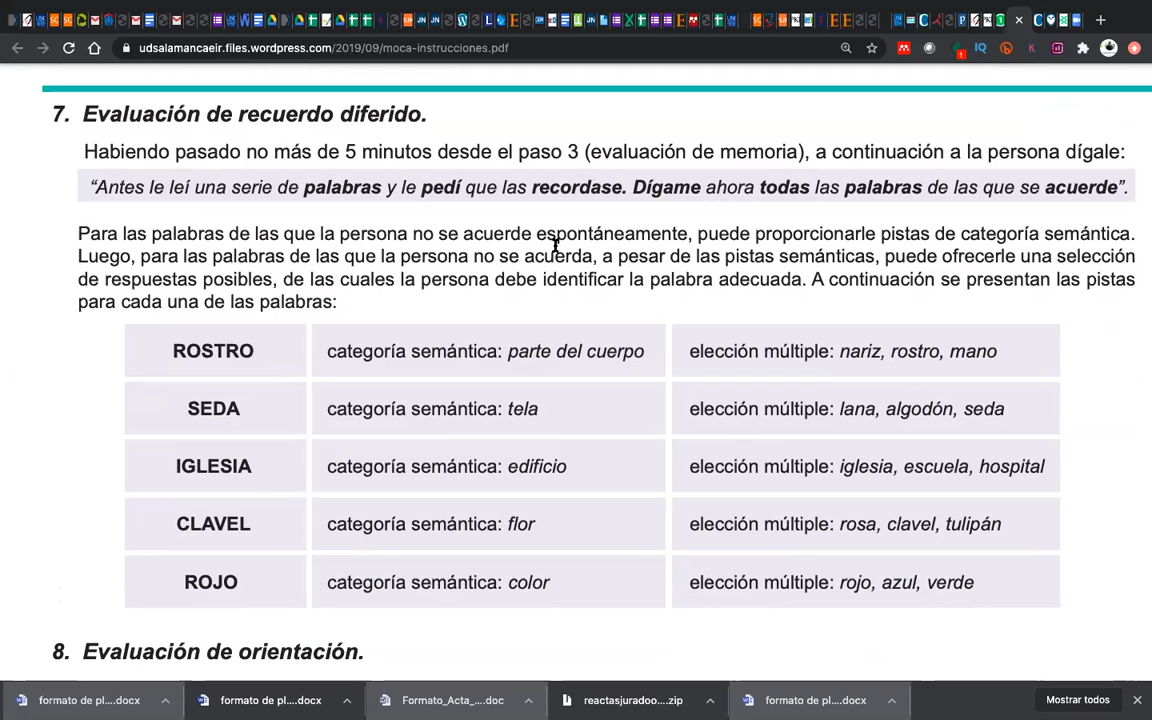 udsalamancaeir.files.wordpress.com/2019/09/moca-instrucciones.pdf
7. Evaluación de recuerdo diferido.
Habiendo pasado no más de 5 minutos desde el paso 3 (evaluación de memoria), a continuación a la persona dígale:
“Antes le leí una serie de palabras y le pedí que las recordase. Dígame ahora todas las palabras de las que se acuerde”.
Para las palabras de las que la persona no se acuerde espontáneamente, puede proporcionarle pistas de categoría semántica.
Luego, para las palabras de las que la persona no se acuerda, a pesar de las pistas semánticas, puede ofrecerle una selección
de respuestas posibles, de las cuales la persona debe identificar la palabra adecuada. A continuación se presentan las pistas
para cada una de las palabras:
ROSTRO categoría semántica: parte del cuerpo elección múltiple: nariz, rostro, mano
SEDA categoría semántica: tela elección múltiple: lana, algodón, seda
IGLESIA categoría semántica: edificio elección múltiple: iglesia, escuela, hospital
CLAVEL categoría semántica: flor elección múltiple: rosa, clavel, tulipán
ROJO categoría semántica: color elección múltiple: rojo, azul, verde
8. Evaluación de orientación.
formato de pl....docx formato de pl....docx Formato_Acta_....doc reactasjuradoo....zip formato de pl....docx Mostrar todos